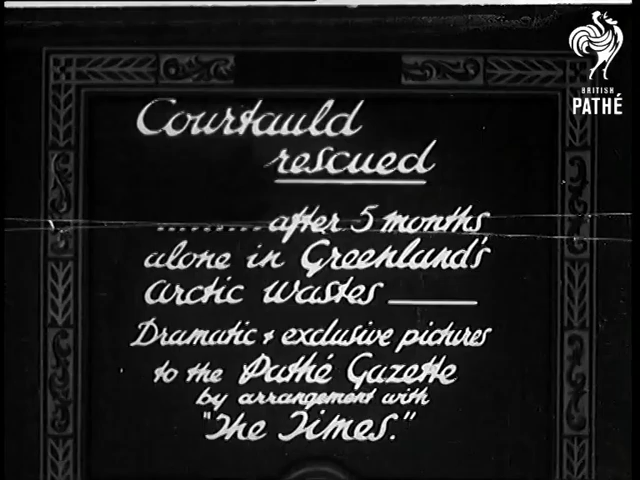 BRITISH
PATHÉ
Courtauld
rescued
.......... after 5 months
alone in Greenland's
Arctic Wastes ______
Dramatic + exclusive pictures
to the Pathé Gazette
by arrangement with
"The Times."